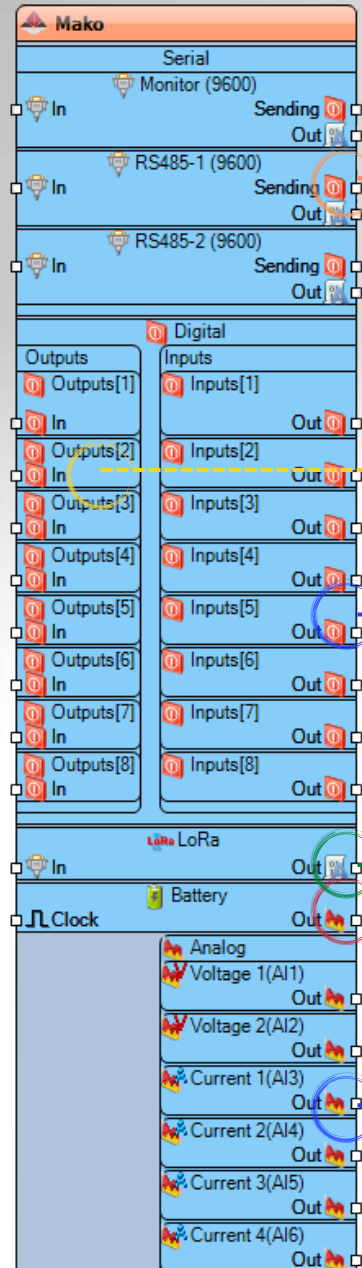 Mako
Serial
Monitor (9600)
In Sending
Out
RS485-1 (9600)
In Sending
Out
RS485-2 (9600)
In Sending
Out
Digital
Outputs Inputs
Outputs[1] Inputs[1]
In Out
Outputs[2] Inputs[2]
In Out
Outputs[3] Inputs[3]
In Out
Outputs[4] Inputs[4]
In Out
Outputs[5] Inputs[5]
In Out
Outputs[6] Inputs[6]
In Out
Outputs[7] Inputs[7]
In Out
Outputs[8] Inputs[8]
In Out
LoRa LoRa
In Out
Battery
Clock Out
Analog
Voltage 1(AI1)
Out
Voltage 2(AI2)
Out
Current 1(AI3)
Out
Current 2(AI4)
Out
Current 3(AI5)
Out
Current 4(AI6)
Out